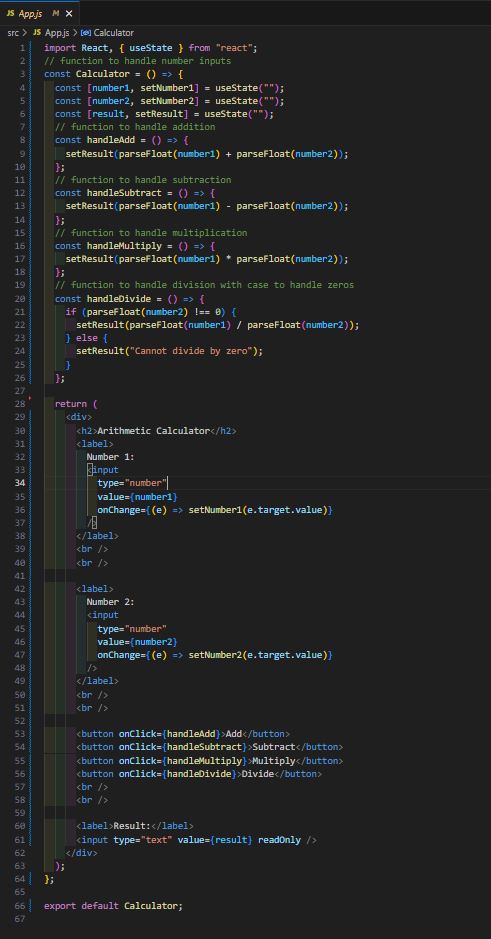 JS App.js M ×
src > JS App.js > Calculator
1 import React, { useState } from "react";
2 // function to handle number inputs
3 const Calculator = () => {
4 const [number1, setNumber1] = useState("");
5 const [number2, setNumber2] = useState("");
6 const [result, setResult] = useState("");
7 // function to handle addition
8 const handleAdd = () => {
9 setResult(parseFloat(number1) + parseFloat(number2));
10 };
11 // function to handle subtraction
12 const handleSubtract = () => {
13 setResult(parseFloat(number1) - parseFloat(number2));
14 };
15 // function to handle multiplication
16 const handleMultiply = () => {
17 setResult(parseFloat(number1) * parseFloat(number2));
18 };
19 // function to handle division with case to handle zeros
20 const handleDivide = () => {
21 if (parseFloat(number2) !== 0) {
22 setResult(parseFloat(number1) / parseFloat(number2));
23 } else {
24 setResult("Cannot divide by zero");
25 }
26 };
27
28 return (
29 <div>
30 <h2>Arithmetic Calculator</h2>
31 <label>
32 Number 1:
33 <input
34 type="number"
35 value={number1}
36 onChange={(e) => setNumber1(e.target.value)}
37 />
38 </label>
39 <br />
40 <br />
41
42 <label>
43 Number 2:
44 <input
45 type="number"
46 value={number2}
47 onChange={(e) => setNumber2(e.target.value)}
48 />
49 </label>
50 <br />
51 <br />
52
53 <button onClick={handleAdd}>Add</button>
54 <button onClick={handleSubtract}>Subtract</button>
55 <button onClick={handleMultiply}>Multiply</button>
56 <button onClick={handleDivide}>Divide</button>
57 <br />
58 <br />
59
60 <label>Result:</label>
61 <input type="text" value={result} readOnly />
62 </div>
63 );
64 };
65
66 export default Calculator;
67